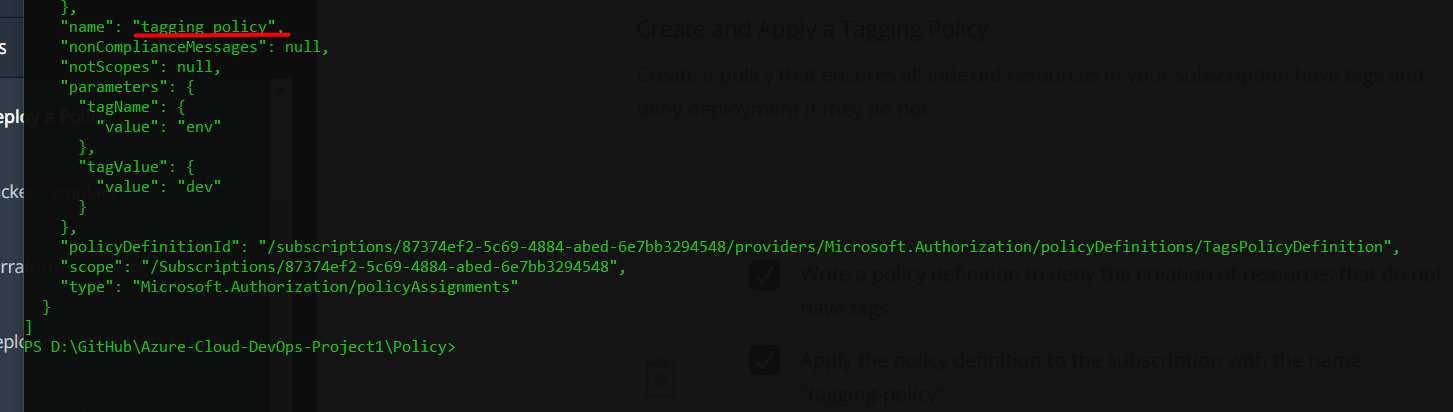 },
Create and Apply a Tagging Policy
"name": "tagging_policy",
s
"nonComplianceMessages": null,
"notScopes": null,
Create a policy that ensures all indexed resources in your subscription have tags and
"parameters": {
deny deployment if they do not.
"tagName": {
eploy a Poli
"value": "env"
},
"tagValue": {
"value": "dev"
cker Template
}
},
"policyDefinitionId": "/subscriptions/87374ef2-5c69-4884-abed-6e7bb3294548/providers/Microsoft.Authorization/policyDefinitions/TagsPolicyDefinition",
"scope": "/Subscriptions/87374ef2-5c69-4884-abed-6e7bb3294548",
erraform
Write a policy definition to deny the creation of resources that do not
"type": "Microsoft.Authorization/policyAssignments"
have tags.
}
]
eplo
PS D:\GitHub\Azure-Cloud-DevOps-Project1\Policy>
Apply the policy definition to the subscription with the name
"tagging-policy"